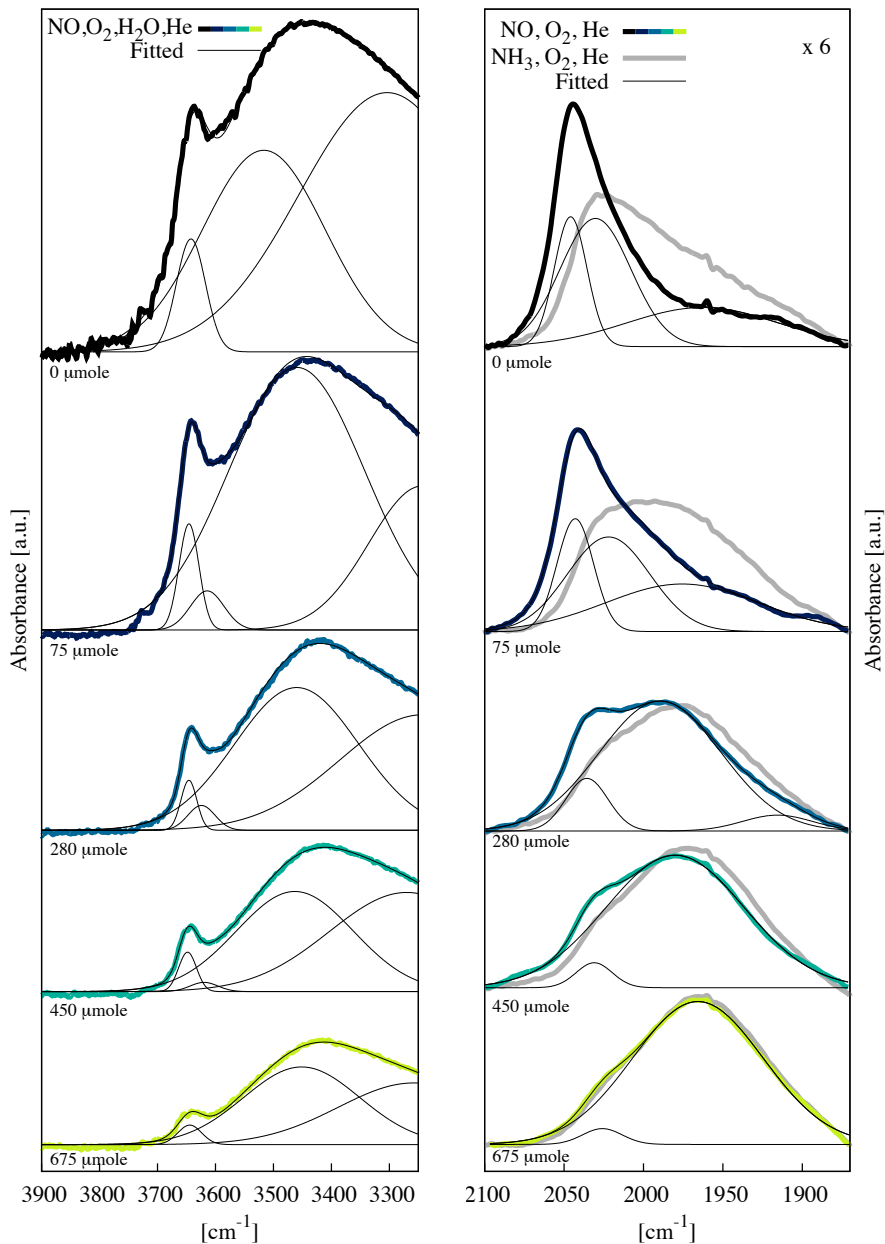 NO,O₂,H₂O,He
Fitted
0 μmole
75 μmole
280 μmole
450 μmole
675 μmole
Absorbance [a.u.]
3900 3800 3700 3600 3500 3400 3300
[cm⁻¹]
NO, O₂, He
NH₃, O₂, He
Fitted
x 6
0 μmole
75 μmole
280 μmole
450 μmole
675 μmole
Absorbance [a.u.]
2100 2050 2000 1950 1900
[cm⁻¹]